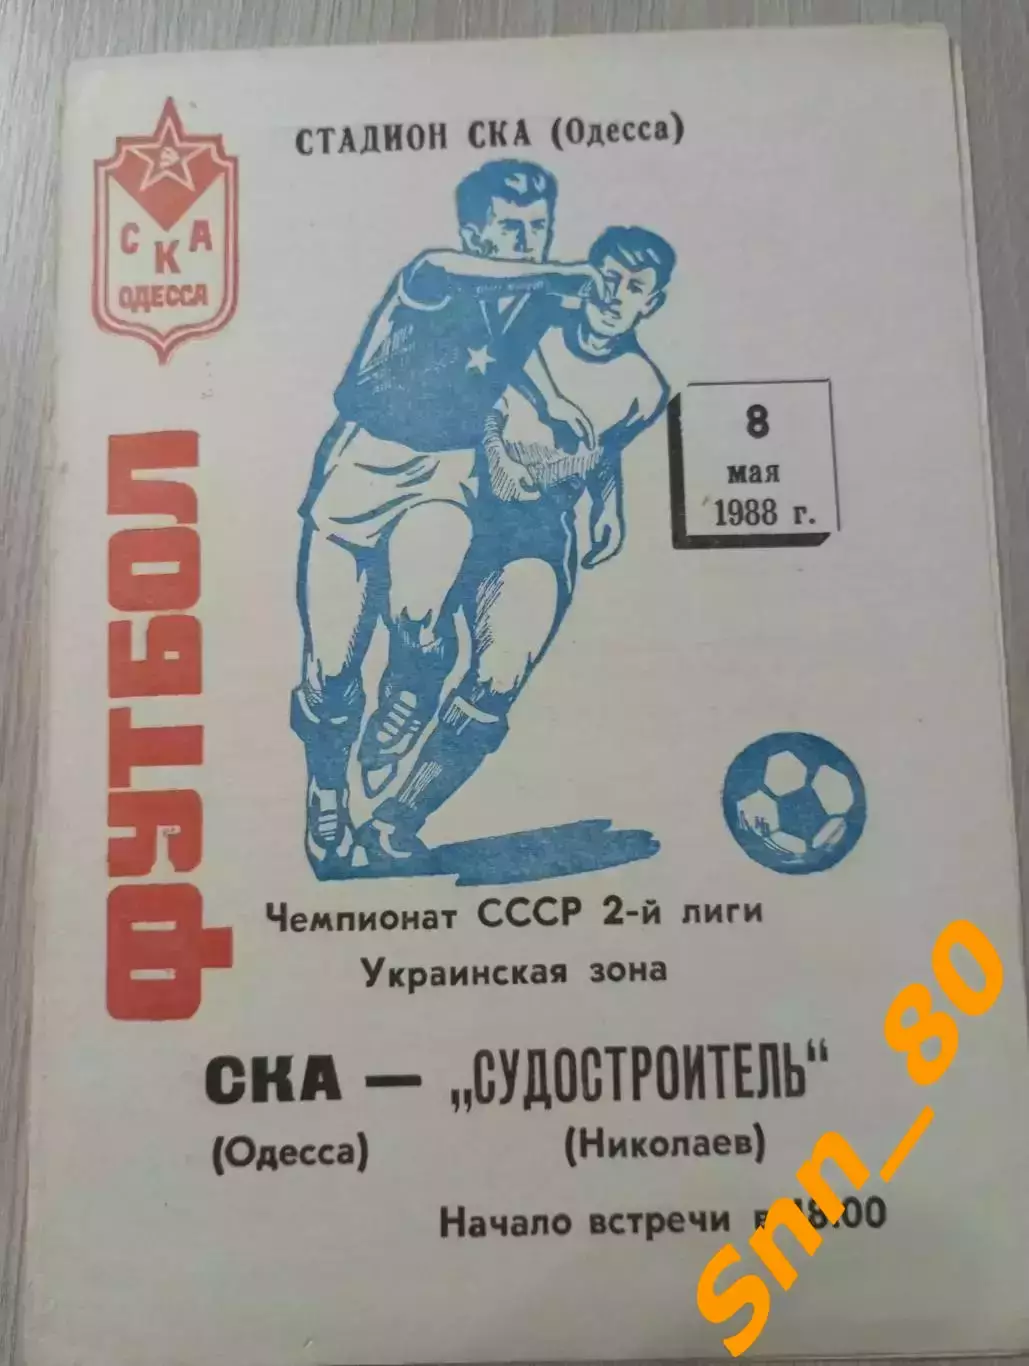 СТАДИОН СКА (Одесса)
СКА
ОДЕССА
8
мая
1988 г.
ФУТБОЛ
Чемпионат СССР 2-й лиги
Украинская зона
СКА — „СУДОСТРОИТЕЛЬ“
(Одесса) (Николаев)
Начало встречи в 18.00
Snn_80